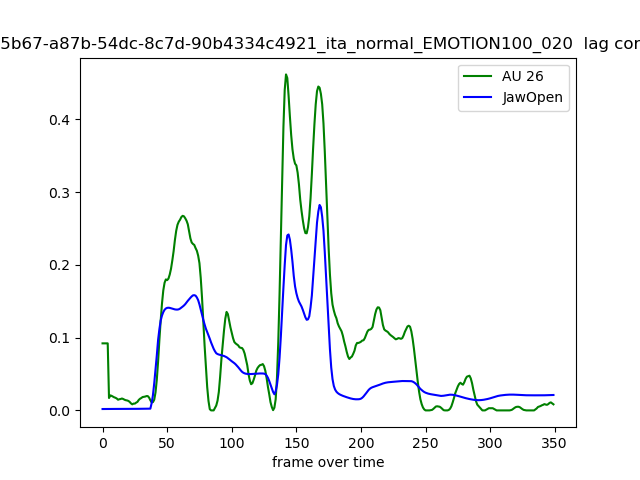 5b67-a87b-54dc-8c7d-90b4334c4921_ita_normal_EMOTION100_020 lag cor
AU 26
JawOpen
0.4
0.3
0.2
0.1
0.0
0 50 100 150 200 250 300 350
frame over time